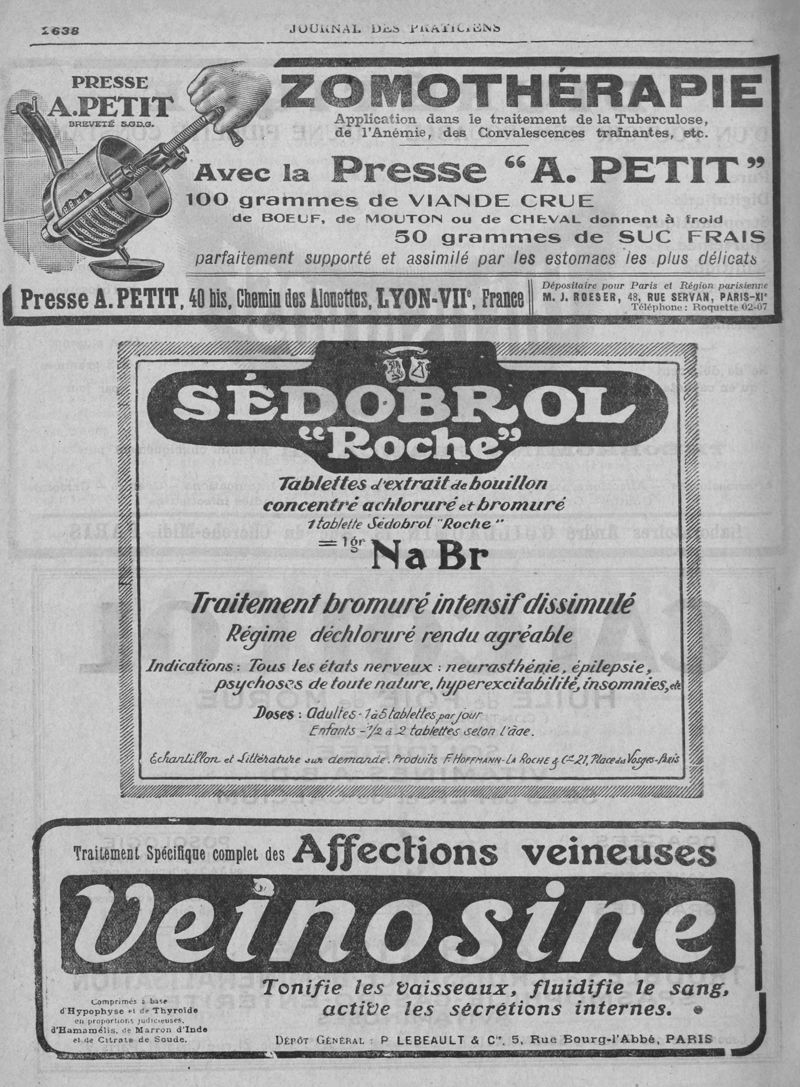 1638
JOURNAL DES PRATICIENS
PRESSE
A. PETIT
BREVETÉ S.G.D.G.
ZOMOTHÉRAPIE
Application dans le traitement de la Tuberculose,
de l'Anémie, des Convalescences traînantes, etc.
Avec la Presse "A. PETIT"
100 grammes de VIANDE CRUE
de BOEUF, de MOUTON ou de CHEVAL donnent à froid
50 grammes de SUC FRAIS
parfaitement supporté et assimilé par les estomacs les plus délicats
Presse A. PETIT, 40 bis, Chemin des Alouettes, LYON-VIIe, France
Dépositaire pour Paris et Région parisienne
M. J. ROESER, 48, RUE SERVAN, PARIS-XIe
Téléphone : Roquette 02-07
SÉDOBROL
"Roche"
Tablettes d'extrait de bouillon
concentré achloruré et bromuré
1 tablette Sédobrol "Roche"
= 1gr NaBr
Traitement bromuré intensif dissimulé
Régime déchloruré rendu agréable
Indications : Tous les états nerveux : neurasthénie, épilepsie,
psychoses de toute nature, hyperexcitabilité, insomnies, etc
Doses : Adultes - 1 à 5 tablettes par jour
Enfants - 1/2 à 2 tablettes selon l'âge.
Échantillon et Littérature sur demande. Produits F. HOFFMANN-LA ROCHE & Cie 21, Place des Vosges-Paris
Traitement Spécifique complet des Affections veineuses
Veinosine
Comprimés à base
d'Hypophyse et de Thyroïde
en proportions judicieuses,
d'Hamamélis, de Marron d'Inde
et de Citrate de Soude.
Tonifie les vaisseaux, fluidifie le sang,
active les sécrétions internes.
DÉPÔT GÉNÉRAL : P. LEBEAULT & Cie, 5, Rue Bourg-l'Abbé, PARIS